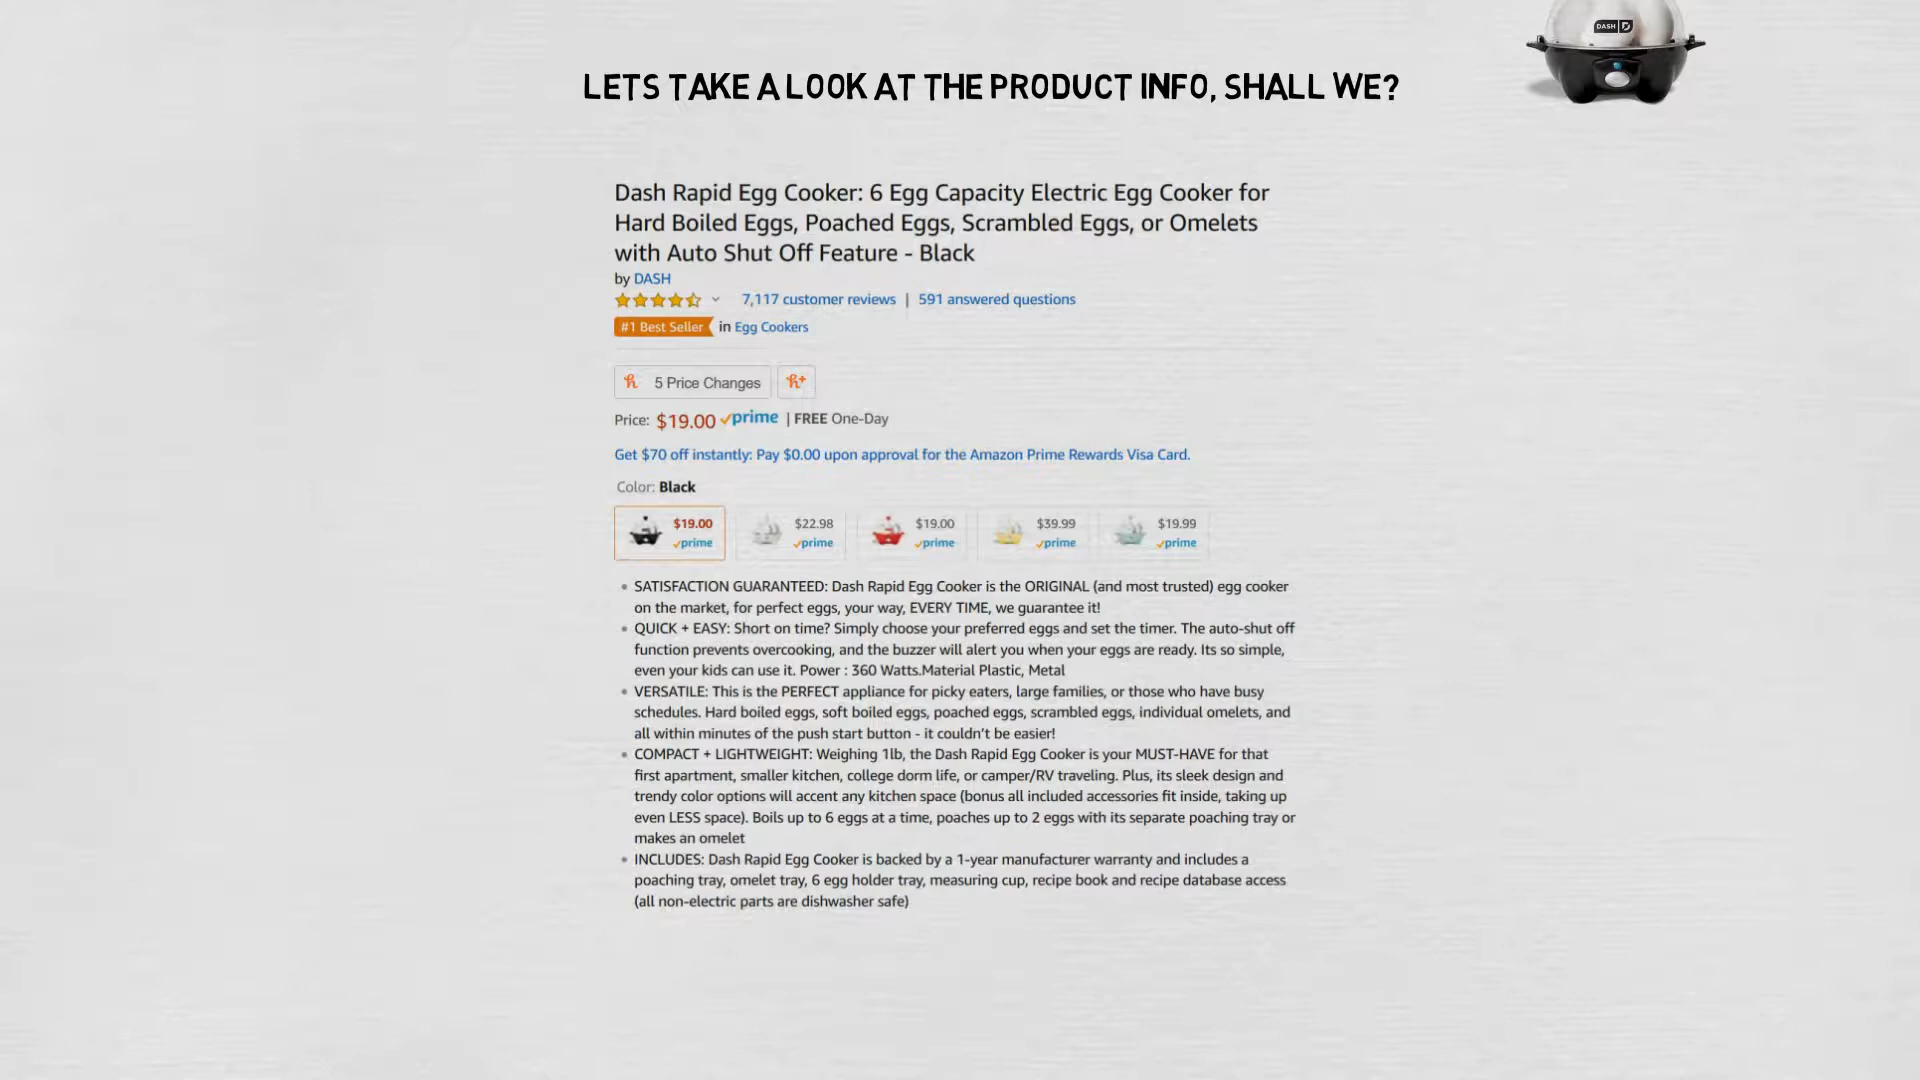 DASH
LETS TAKE A LOOK AT THE PRODUCT INFO, SHALL WE?
Dash Rapid Egg Cooker: 6 Egg Capacity Electric Egg Cooker for
Hard Boiled Eggs, Poached Eggs, Scrambled Eggs, or Omelets
with Auto Shut Off Feature - Black
by DASH
7,117 customer reviews | 591 answered questions
#1 Best Seller in Egg Cookers
h 5 Price Changes h+
Price: $19.00 prime | FREE One-Day
Get $70 off instantly: Pay $0.00 upon approval for the Amazon Prime Rewards Visa Card.
Color: Black
$19.00 $22.98 $19.00 $39.99 $19.99
prime prime prime prime prime
• SATISFACTION GUARANTEED: Dash Rapid Egg Cooker is the ORIGINAL (and most trusted) egg cooker
on the market, for perfect eggs, your way, EVERY TIME, we guarantee it!
• QUICK + EASY: Short on time? Simply choose your preferred eggs and set the timer. The auto-shut off
function prevents overcooking, and the buzzer will alert you when your eggs are ready. Its so simple,
even your kids can use it. Power : 360 Watts.Material Plastic, Metal
• VERSATILE: This is the PERFECT appliance for picky eaters, large families, or those who have busy
schedules. Hard boiled eggs, soft boiled eggs, poached eggs, scrambled eggs, individual omelets, and
all within minutes of the push start button - it couldn't be easier!
• COMPACT + LIGHTWEIGHT: Weighing 1lb, the Dash Rapid Egg Cooker is your MUST-HAVE for that
first apartment, smaller kitchen, college dorm life, or camper/RV traveling. Plus, its sleek design and
trendy color options will accent any kitchen space (bonus all included accessories fit inside, taking up
even LESS space). Boils up to 6 eggs at a time, poaches up to 2 eggs with its separate poaching tray or
makes an omelet
• INCLUDES: Dash Rapid Egg Cooker is backed by a 1-year manufacturer warranty and includes a
poaching tray, omelet tray, 6 egg holder tray, measuring cup, recipe book and recipe database access
(all non-electric parts are dishwasher safe)